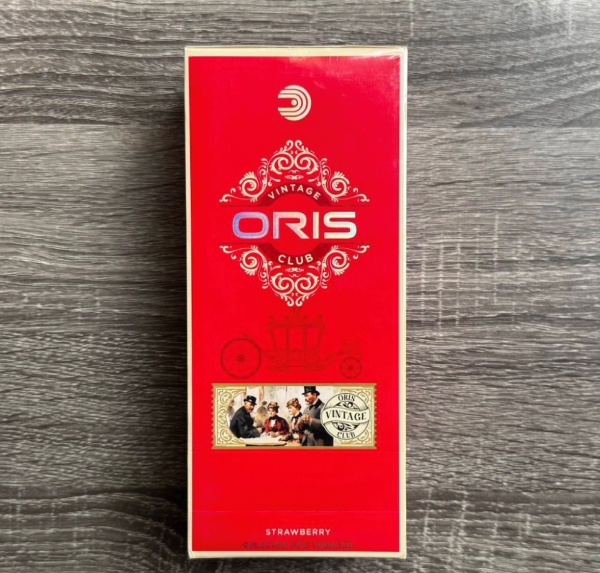 VINTAGE
ORIS
CLUB
ORIS
VINTAGE
CLUB
STRAWBERRY